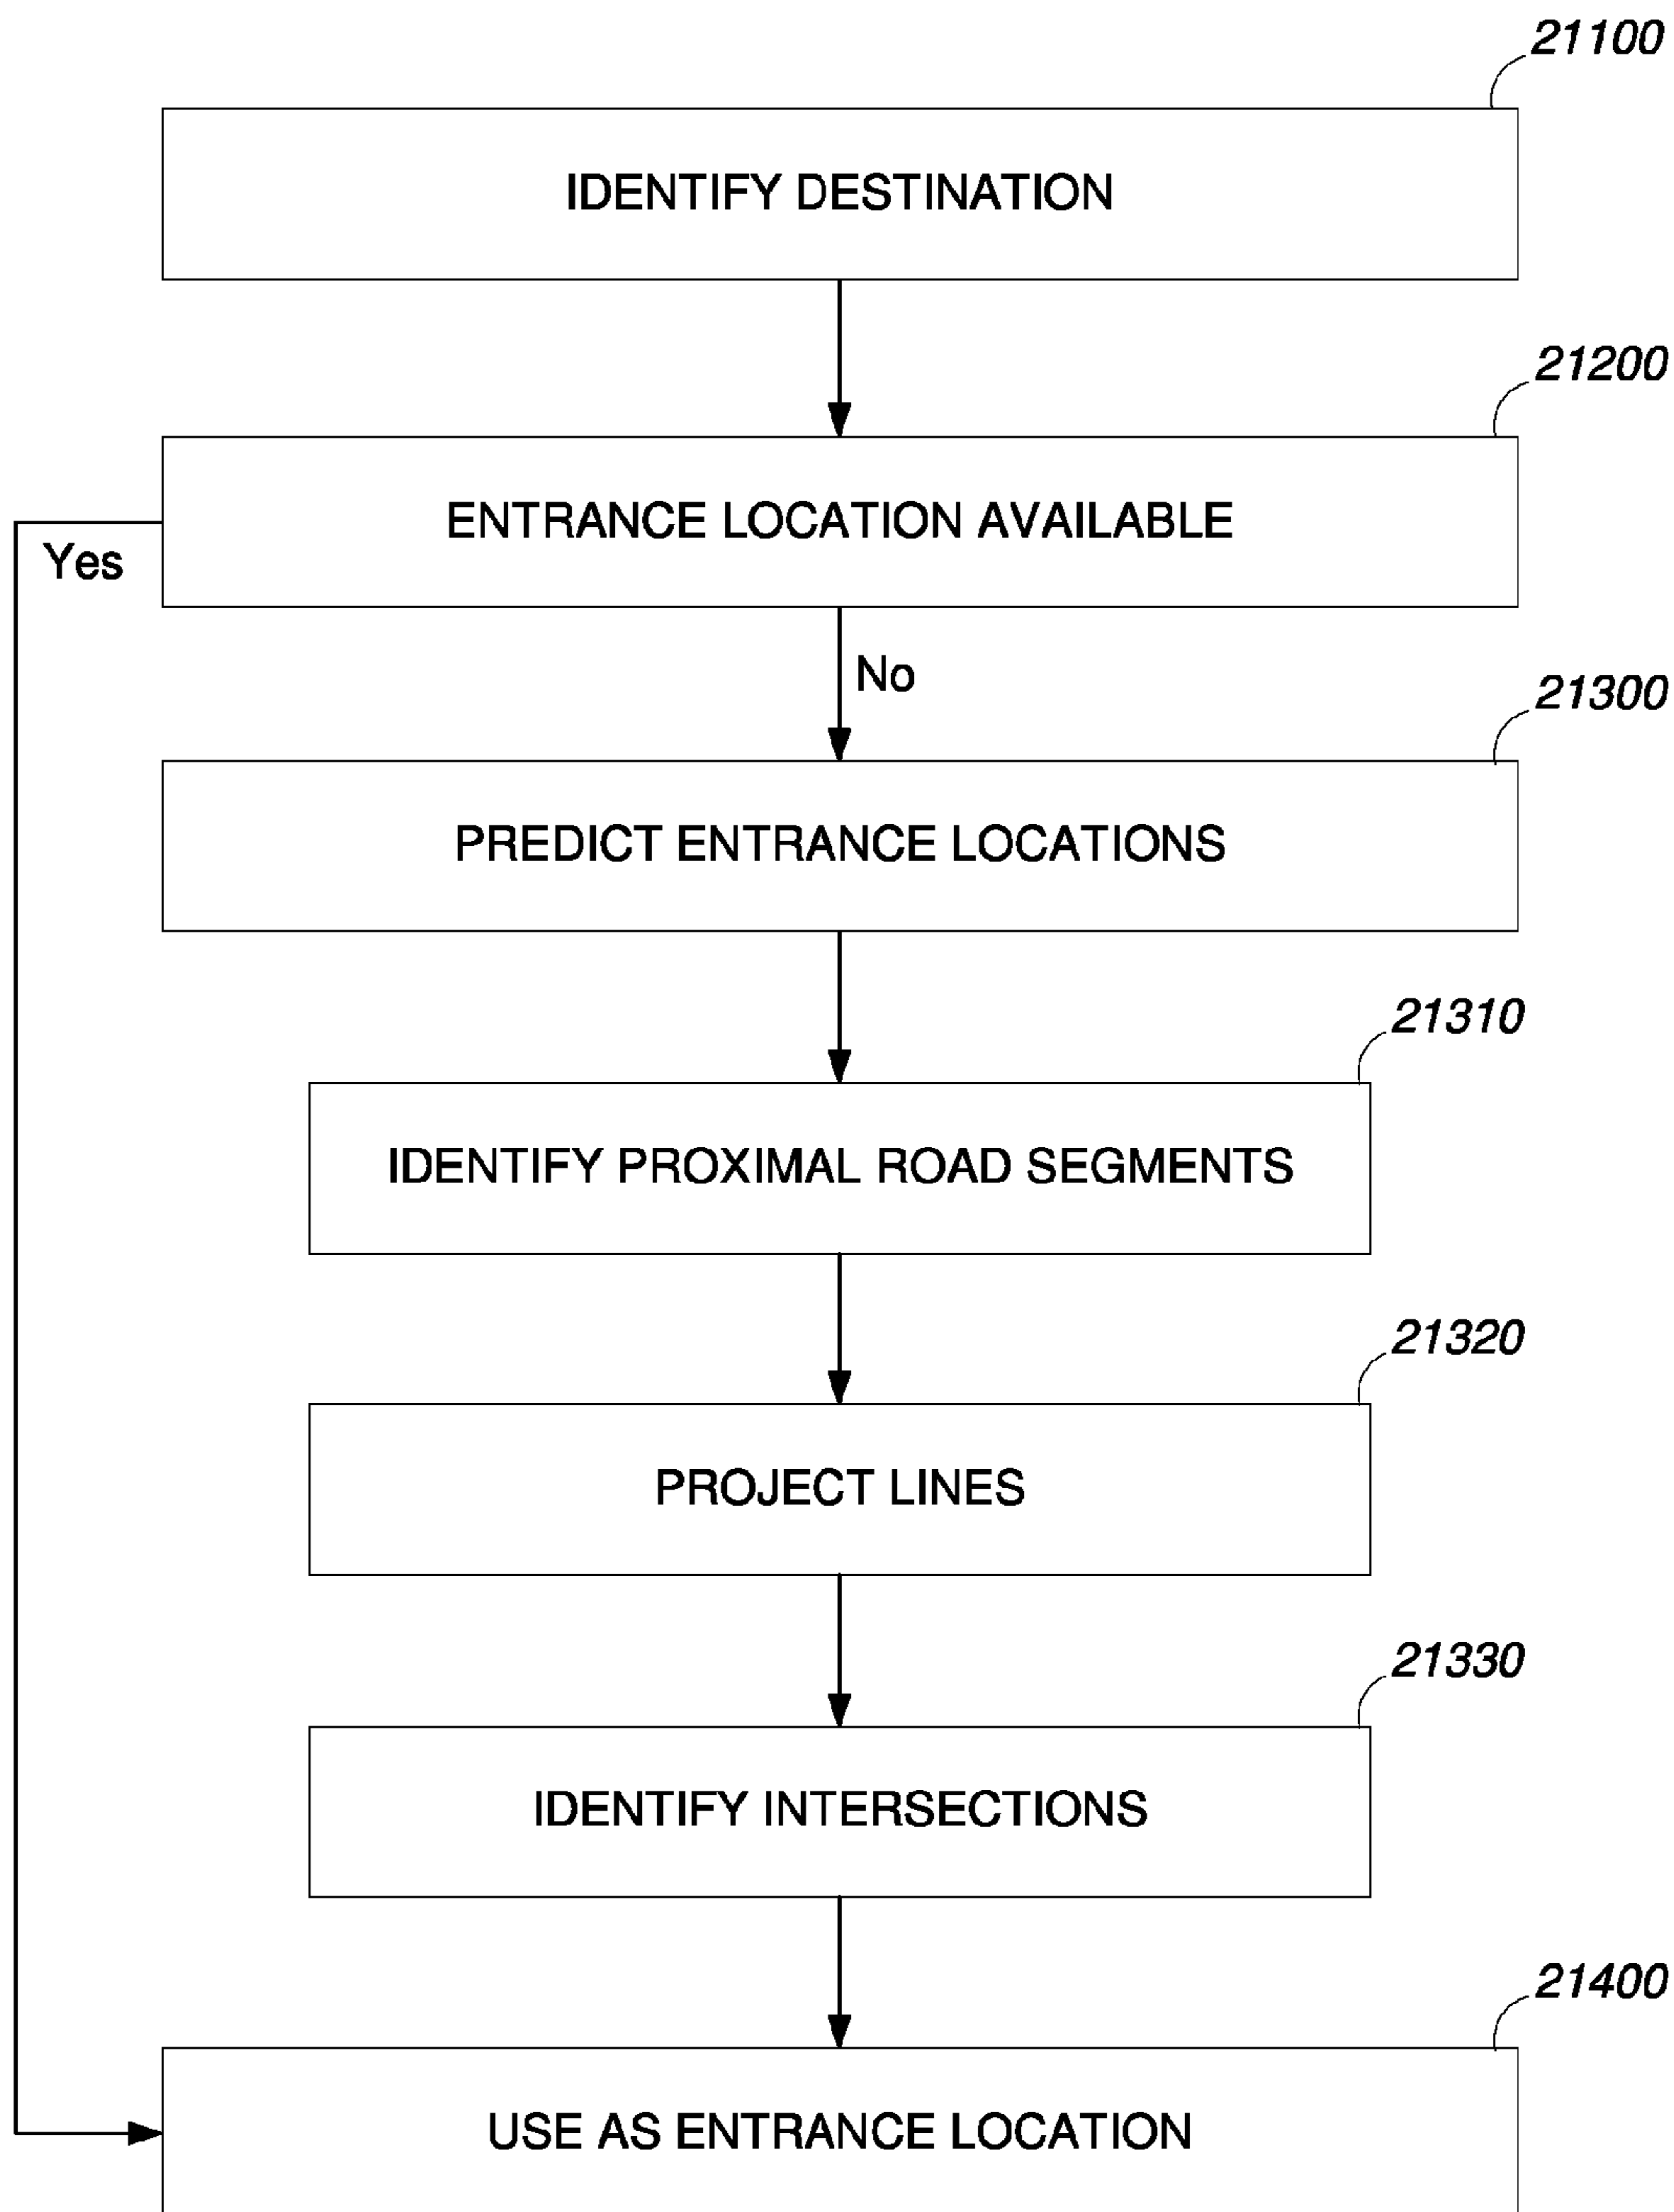 21100
IDENTIFY DESTINATION
21200
ENTRANCE LOCATION AVAILABLE
Yes
No
21300
PREDICT ENTRANCE LOCATIONS
21310
IDENTIFY PROXIMAL ROAD SEGMENTS
21320
PROJECT LINES
21330
IDENTIFY INTERSECTIONS
21400
USE AS ENTRANCE LOCATION